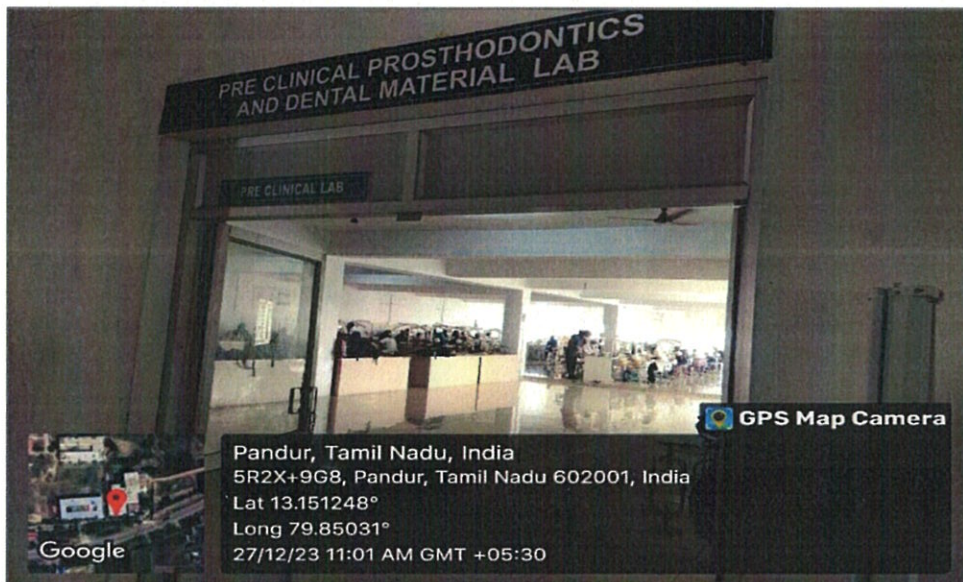 PRE CLINICAL PROSTHODONTICS
AND DENTAL MATERIAL LAB
PRE CLINICAL LAB
GPS Map Camera
Pandur, Tamil Nadu, India
5R2X+9G8, Pandur, Tamil Nadu 602001, India
Lat 13.151248°
Long 79.85031°
27/12/23 11:01 AM GMT +05:30
Google